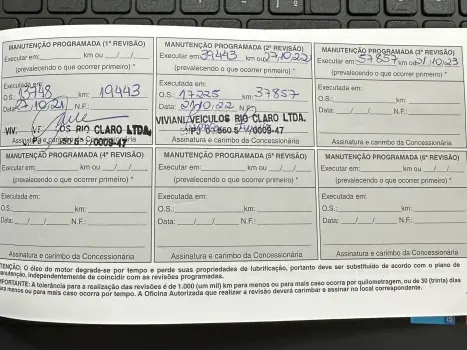 MANUTENÇÃO PROGRAMADA (1ª REVISÃO)
Executar em: km ou / /
(prevalecendo o que ocorrer primeiro) *
Executada em:
O.S.: 15748 km: 19443
Data: 27/10/21 N.F.:
VIV. OS RIO CLARO LTDA.
Assinatura e carimbo da Concessionária
MANUTENÇÃO PROGRAMADA (2ª REVISÃO)
Executar em: 39443 km ou 27/10/22
(prevalecendo o que ocorrer primeiro) *
Executada em:
O.S.: 17225 km: 37857
Data: 21/10/22 N.F.:
VIVIANI VEICULOS RIO CLARO LTDA.
Assinatura e carimbo da Concessionária
MANUTENÇÃO PROGRAMADA (3ª REVISÃO)
Executar em: 57857 km ou 21/10/23
(prevalecendo o que ocorrer primeiro) *
Executada em:
O.S.: km:
Data: / / N.F.:
Assinatura e carimbo da Concessionária
MANUTENÇÃO PROGRAMADA (4ª REVISÃO)
Executar em: km ou / /
(prevalecendo o que ocorrer primeiro) *
Executada em:
O.S.: km:
Data: / / N.F.:
Assinatura e carimbo da Concessionária
MANUTENÇÃO PROGRAMADA (5ª REVISÃO)
Executar em: km ou / /
(prevalecendo o que ocorrer primeiro) *
Executada em:
O.S.: km:
Data: / / N.F.:
Assinatura e carimbo da Concessionária
MANUTENÇÃO PROGRAMADA (6ª REVISÃO)
Executar em: km ou / /
(prevalecendo o que ocorrer primeiro) *
Executada em:
O.S.: km:
Data: / / N.F.:
Assinatura e carimbo da Concessionária
TENÇÃO: O óleo do motor degrada-se por tempo e perde suas propriedades de lubrificação, portanto deve ser substituído de acordo com o plano de
manutenção, independentemente de coincidir com as revisões programadas.
PORTANTE: A tolerância para a realização das revisões é de 1.000 (um mil) km para menos ou para mais caso ocorra por quilometragem, ou de 30 (trinta) dias
para menos ou para mais caso ocorra por tempo. A Oficina Autorizada que realizar a revisão deverá carimbar e assinar no local correspondente.